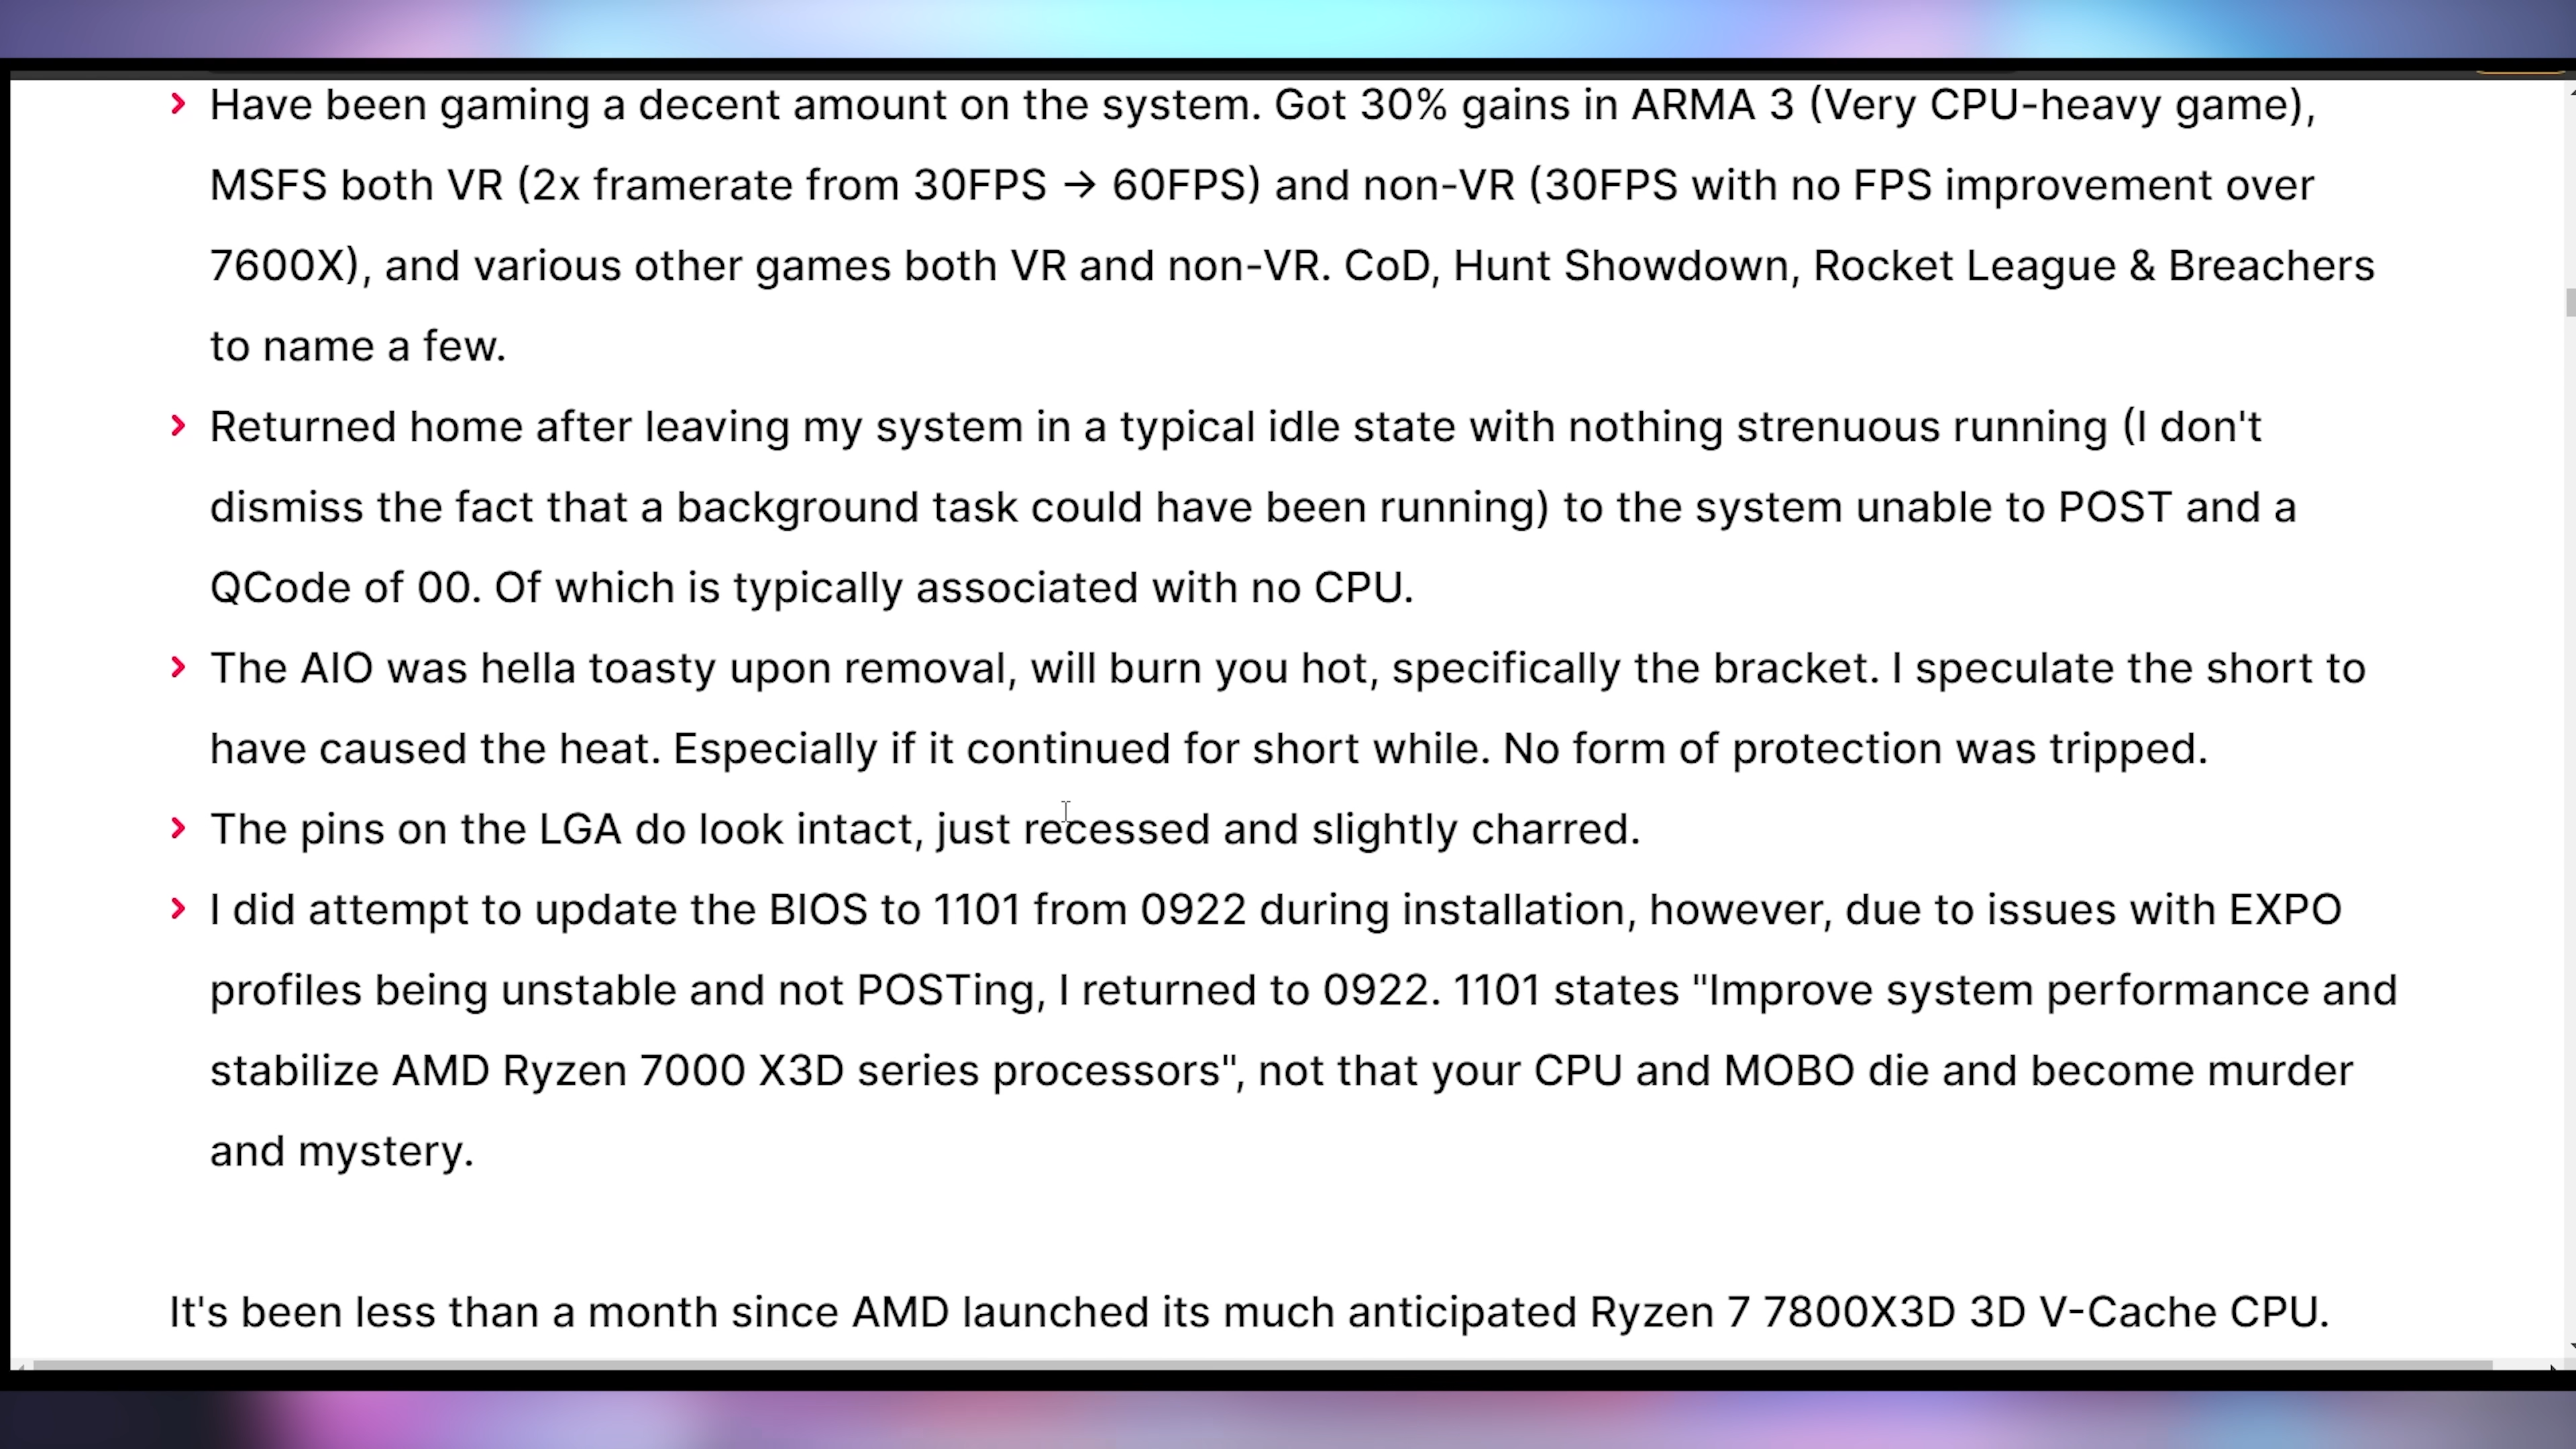 Have been gaming a decent amount on the system. Got 30% gains in ARMA 3 (Very CPU-heavy game),
MSFS both VR (2x framerate from 30FPS → 60FPS) and non-VR (30FPS with no FPS improvement over
7600X), and various other games both VR and non-VR. CoD, Hunt Showdown, Rocket League & Breachers
to name a few.
Returned home after leaving my system in a typical idle state with nothing strenuous running (I don't
dismiss the fact that a background task could have been running) to the system unable to POST and a
QCode of 00. Of which is typically associated with no CPU.
The AIO was hella toasty upon removal, will burn you hot, specifically the bracket. I speculate the short to
have caused the heat. Especially if it continued for short while. No form of protection was tripped.
The pins on the LGA do look intact, just recessed and slightly charred.
I did attempt to update the BIOS to 1101 from 0922 during installation, however, due to issues with EXPO
profiles being unstable and not POSTing, I returned to 0922. 1101 states "Improve system performance and
stabilize AMD Ryzen 7000 X3D series processors", not that your CPU and MOBO die and become murder
and mystery.
It's been less than a month since AMD launched its much anticipated Ryzen 7 7800X3D 3D V-Cache CPU.